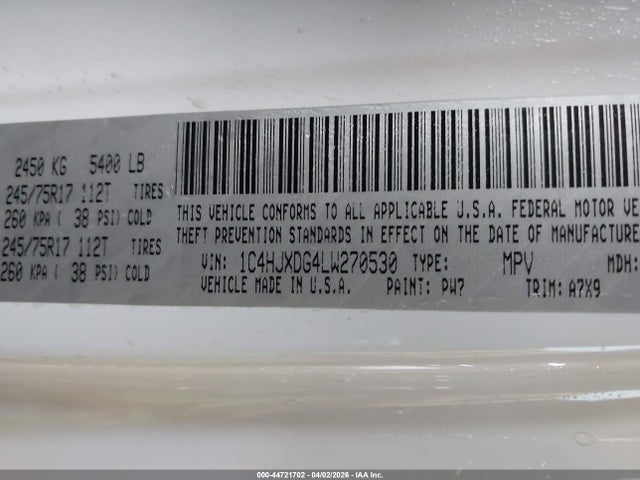 2450 KG 5400 LB
245/75R17 112T TIRES
260 KPA ( 38 PSI) COLD
245/75R17 112T TIRES
260 KPA ( 38 PSI) COLD
THIS VEHICLE CONFORMS TO ALL APPLICABLE U.S.A. FEDERAL MOTOR VE
THEFT PREVENTION STANDARDS IN EFFECT ON THE DATE OF MANUFACTURE
VIN: 1C4HJXDG4LW270530 TYPE: MPV MDH:
VEHICLE MADE IN U.S.A. PAINT: PW7 TRIM: A7X9
000-44721702 - 04/02/2026 - IAA Inc.